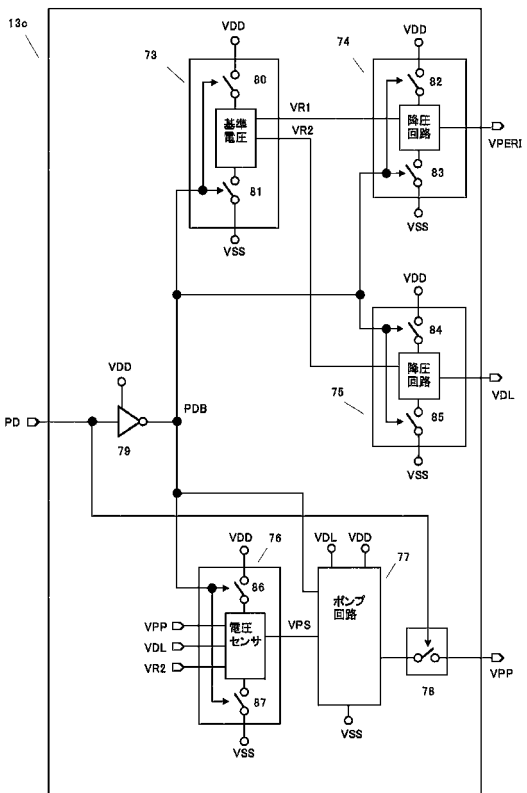 13c
VDD
73
80
基準
電圧
81
VSS
VR1
VR2
74
VDD
82
降圧
回路
83
VSS
VPERI
VDD
84
降圧
回路
85
75
VSS
VDL
PD
VDD
79
PDB
VDD
76
86
VPP
VDL
VR2
電圧
センサ
87
VSS
VPS
VDL
VDD
77
ポンプ
回路
VSS
78
VPP